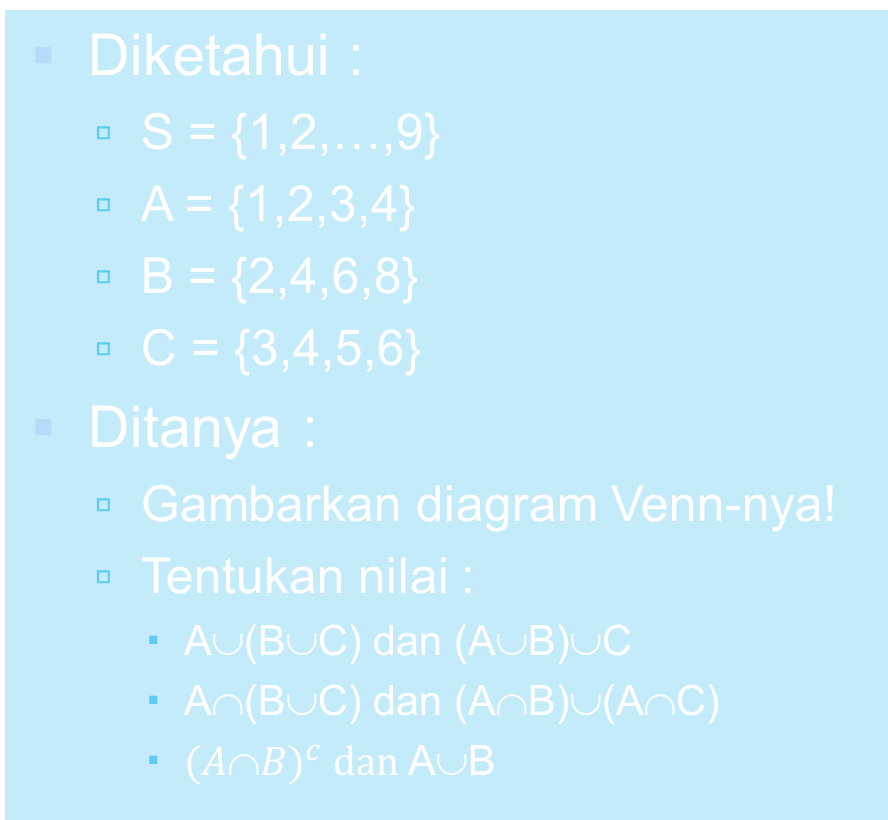 Diketahui :
S = {1,2,…,9}
A = {1,2,3,4}
B = {2,4,6,8}
C = {3,4,5,6}
Ditanya :
Gambarkan diagram Venn-nya!
Tentukan nilai :
A∪(B∪C) dan (A∪B)∪C
A∩(B∪C) dan (A∩B)∪(A∩C)
(A∩B)ᶜ dan A∪B